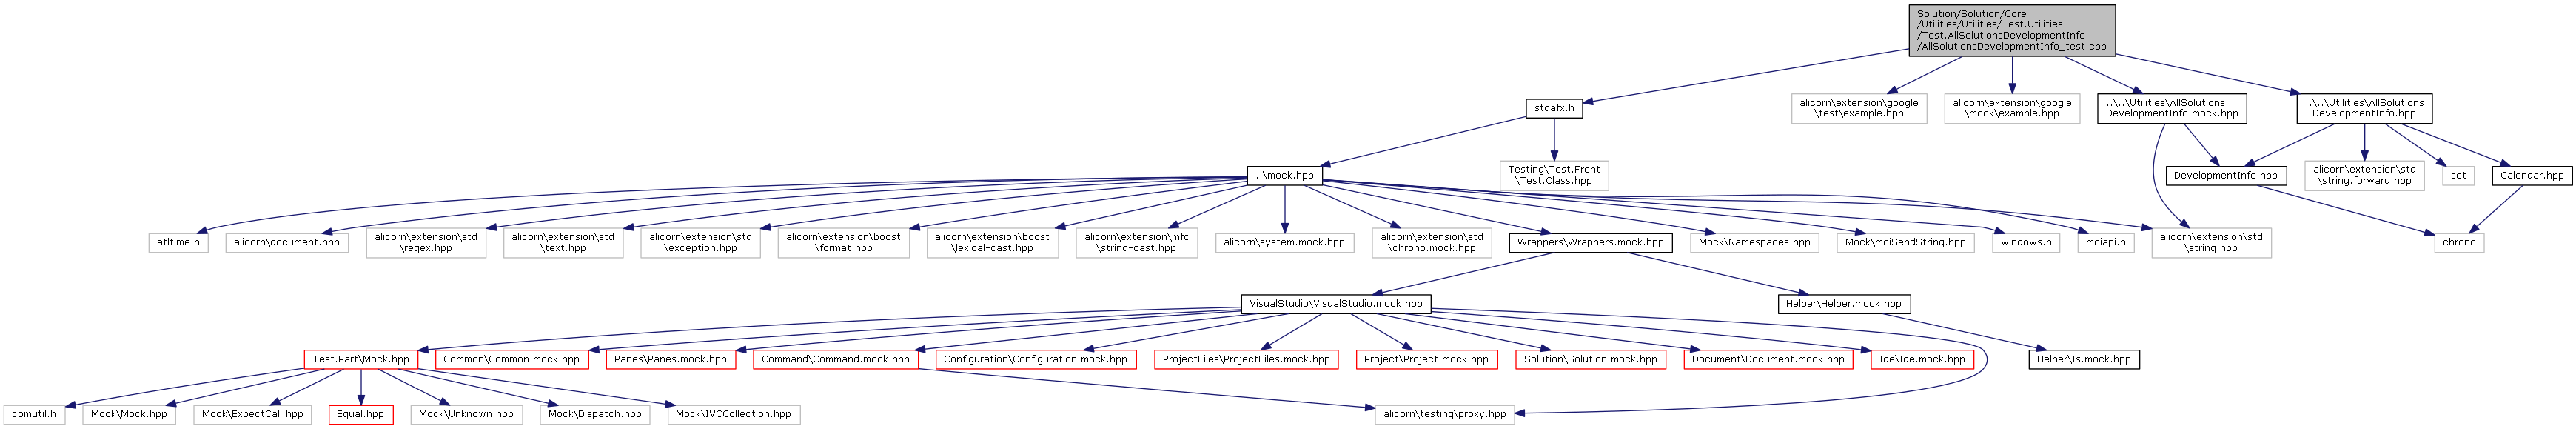 Solution/Solution/Core
/Utilities/Utilities/Test.Utilities
/Test.AllSolutionsDevelopmentInfo
/AllSolutionsDevelopmentInfo_test.cpp
stdafx.h
alicorn\extension\google
\test\example.hpp
alicorn\extension\google
\mock\example.hpp
..\..\Utilities\AllSolutions
DevelopmentInfo.mock.hpp
..\..\Utilities\AllSolutions
DevelopmentInfo.hpp
..\mock.hpp
Testing\Test.Front
\Test.Class.hpp
DevelopmentInfo.hpp
alicorn\extension\std
\string.forward.hpp
set
Calendar.hpp
atltime.h
alicorn\document.hpp
alicorn\extension\std
\regex.hpp
alicorn\extension\std
\text.hpp
alicorn\extension\std
\exception.hpp
alicorn\extension\boost
\format.hpp
alicorn\extension\boost
\lexical-cast.hpp
alicorn\extension\mfc
\string-cast.hpp
alicorn\system.mock.hpp
alicorn\extension\std
\chrono.mock.hpp
Wrappers\Wrappers.mock.hpp
Mock\Namespaces.hpp
Mock\mciSendString.hpp
windows.h
mciapi.h
alicorn\extension\std
\string.hpp
chrono
VisualStudio\VisualStudio.mock.hpp
Helper\Helper.mock.hpp
Test.Part\Mock.hpp
Common\Common.mock.hpp
Panes\Panes.mock.hpp
Command\Command.mock.hpp
Configuration\Configuration.mock.hpp
ProjectFiles\ProjectFiles.mock.hpp
Project\Project.mock.hpp
Solution\Solution.mock.hpp
Document\Document.mock.hpp
Ide\Ide.mock.hpp
Helper\Is.mock.hpp
comutil.h
Mock\Mock.hpp
Mock\ExpectCall.hpp
Equal.hpp
Mock\Unknown.hpp
Mock\Dispatch.hpp
Mock\IVCCollection.hpp
alicorn\testing\proxy.hpp